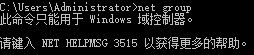 C:\Users\Administrator>net group
此命令只能用于 Windows 域控制器。
请键入 NET HELPMSG 3515 以获得更多的帮助。